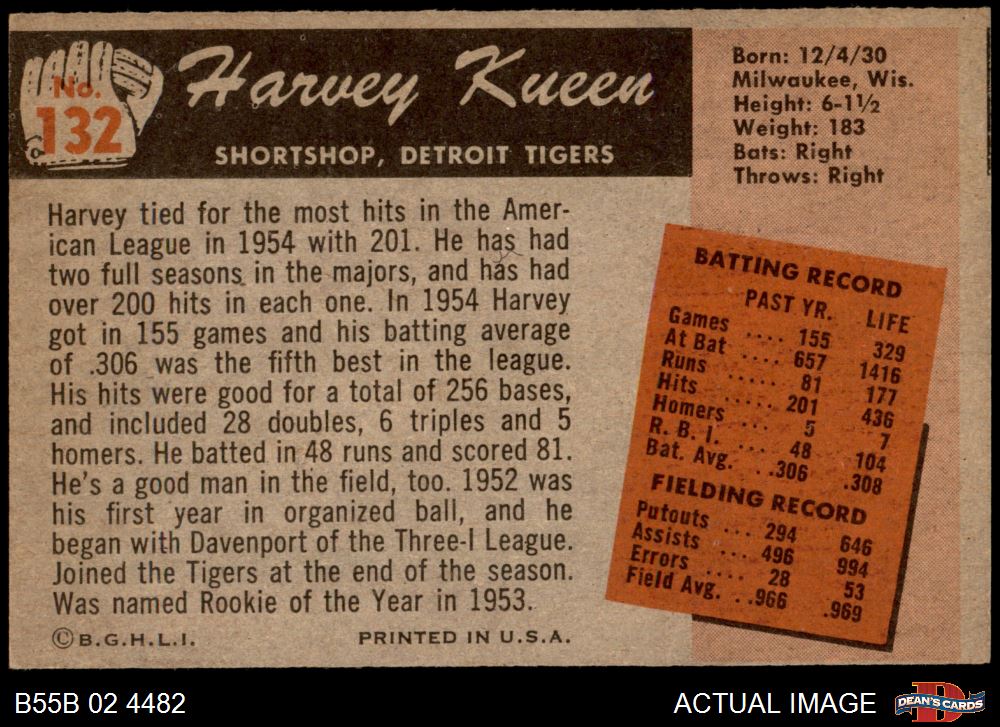 No.
132
Harvey Kueen
SHORTSHOP, DETROIT TIGERS
Born: 12/4/30
Milwaukee, Wis.
Height: 6-1½
Weight: 183
Bats: Right
Throws: Right
Harvey tied for the most hits in the Amer-
ican League in 1954 with 201. He has had
two full seasons in the majors, and has had
over 200 hits in each one. In 1954 Harvey
got in 155 games and his batting average
of .306 was the fifth best in the league.
His hits were good for a total of 256 bases,
and included 28 doubles, 6 triples and 5
homers. He batted in 48 runs and scored 81.
He's a good man in the field, too. 1952 was
his first year in organized ball, and he
began with Davenport of the Three-I League.
Joined the Tigers at the end of the season.
Was named Rookie of the Year in 1953.
©B.G.H.L.I. PRINTED IN U.S.A.
BATTING RECORD
PAST YR. LIFE
Games .... 155 329
At Bat .... 657 1416
Runs ..... 81 177
Hits ..... 201 436
Homers .... 5 7
R. B. I. .... 48 104
Bat. Avg. ...306 .308
FIELDING RECORD
Putouts ... 294 646
Assists ... 496 994
Errors .... 28 53
Field Avg. ...966 .969
B55B 02 4482 ACTUAL IMAGE
D
DEAN'S CARDS